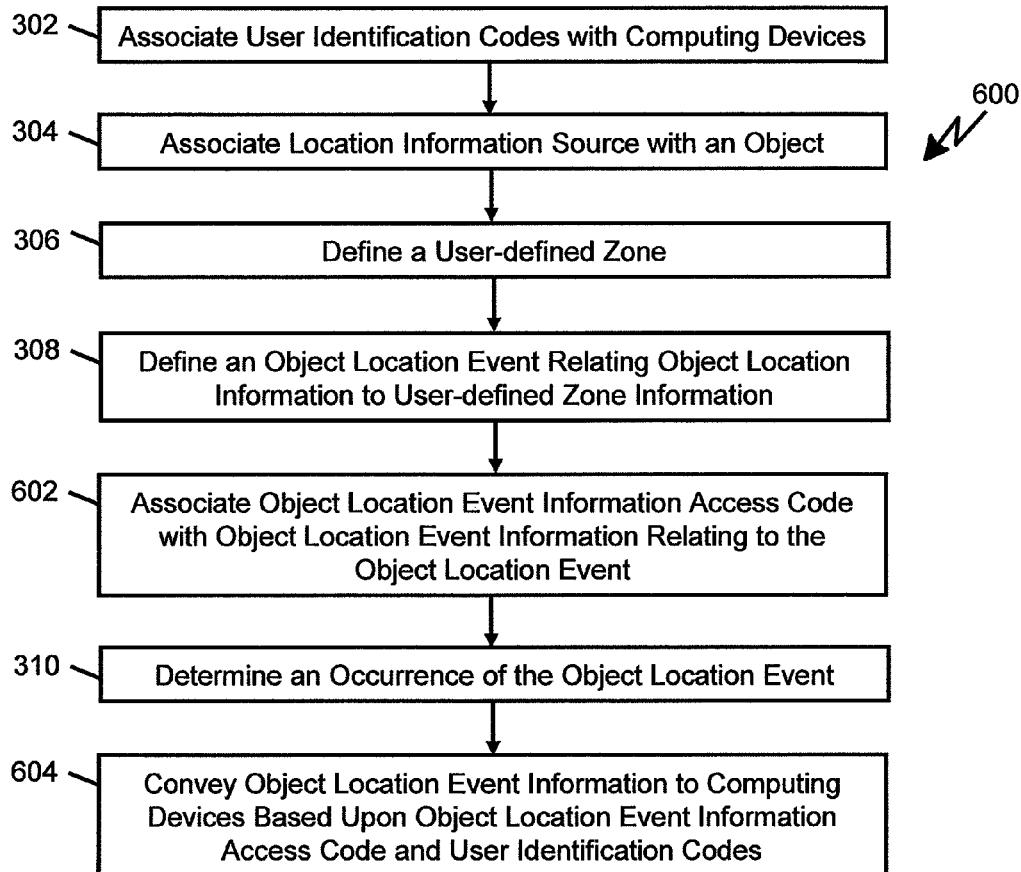 302
Associate User Identification Codes with Computing Devices
600
304
Associate Location Information Source with an Object
306
Define a User-defined Zone
308
Define an Object Location Event Relating Object Location
Information to User-defined Zone Information
602
Associate Object Location Event Information Access Code
with Object Location Event Information Relating to the
Object Location Event
310
Determine an Occurrence of the Object Location Event
604
Convey Object Location Event Information to Computing
Devices Based Upon Object Location Event Information
Access Code and User Identification Codes